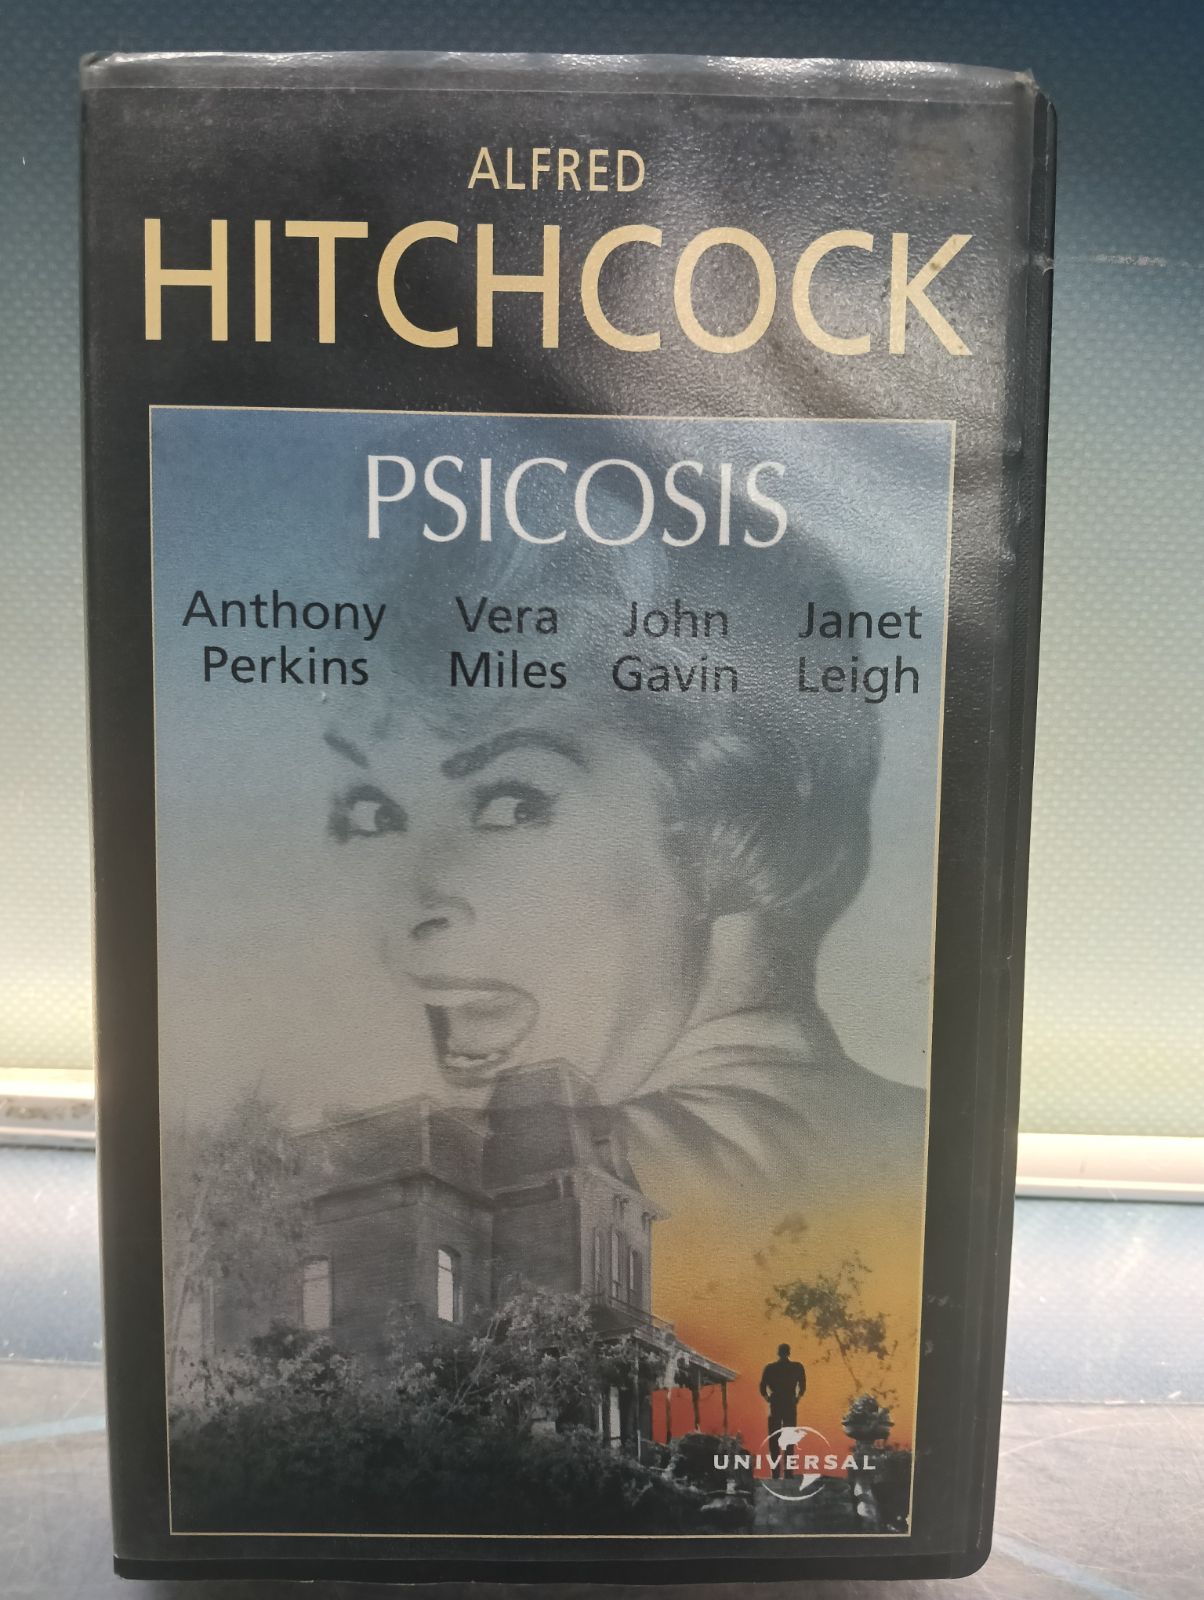 ALFRED
HITCHCOCK
PSICOSIS
Anthony Perkins
Vera Miles
John Gavin
Janet Leigh
UNIVERSAL